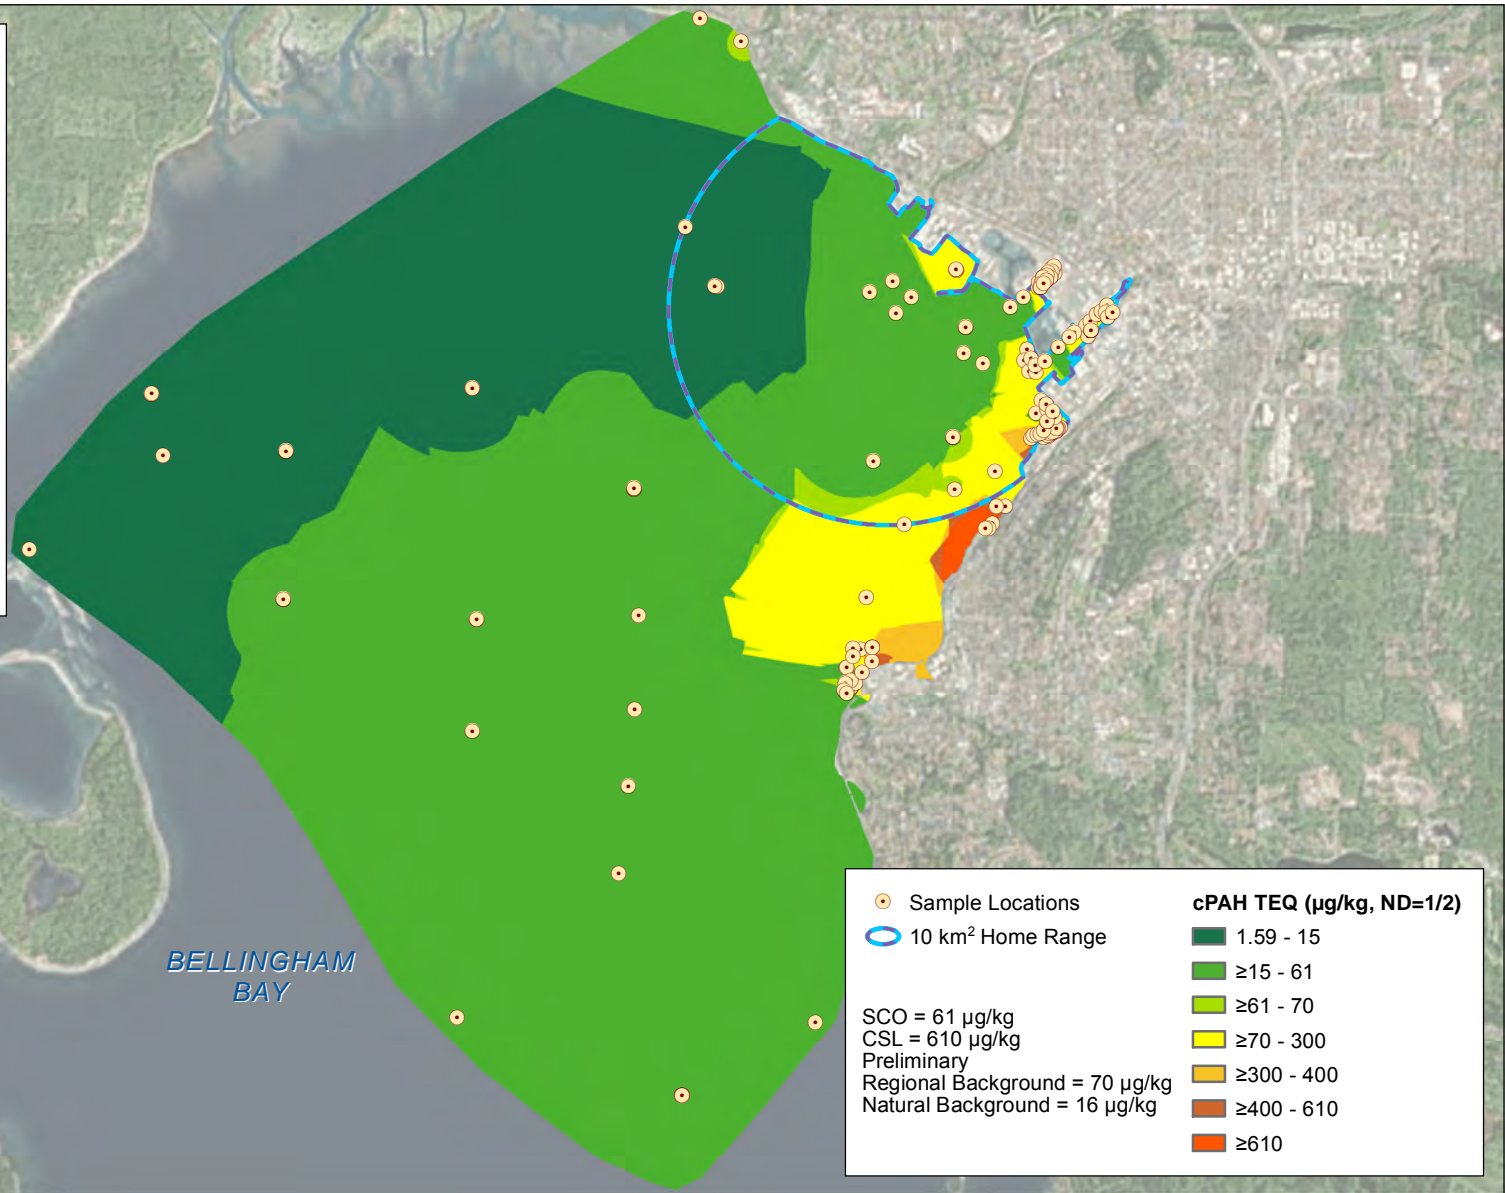 BELLINGHAM
BAY
Sample Locations
10 km² Home Range
SCO = 61 µg/kg
CSL = 610 µg/kg
Preliminary
Regional Background = 70 µg/kg
Natural Background = 16 µg/kg
cPAH TEQ (µg/kg, ND=1/2)
1.59 - 15
≥15 - 61
≥61 - 70
≥70 - 300
≥300 - 400
≥400 - 610
≥610